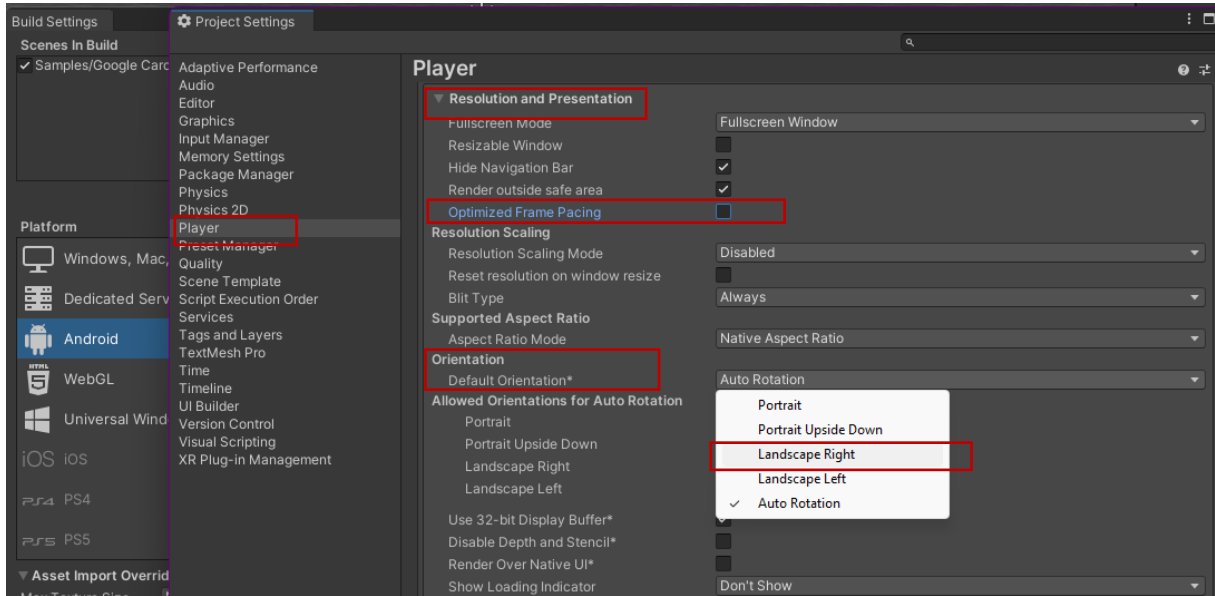 Build Settings
Project Settings
Scenes In Build
Samples/Google Card
Adaptive Performance
Audio
Editor
Graphics
Input Manager
Memory Settings
Package Manager
Physics
Physics 2D
Player
Preset Manager
Quality
Scene Template
Script Execution Order
Services
Tags and Layers
TextMesh Pro
Time
Timeline
UI Builder
Version Control
Visual Scripting
XR Plug-in Management
Platform
Windows, Mac,
Dedicated Serv
Android
HTML 5
WebGL
Universal Wind
iOS iOS
PS4 PS4
PS5 PS5
Asset Import Overrid
Player
Resolution and Presentation
Fullscreen Mode Fullscreen Window
Resizable Window
Hide Navigation Bar
Render outside safe area
Optimized Frame Pacing
Resolution Scaling
Resolution Scaling Mode Disabled
Reset resolution on window resize
Blit Type Always
Supported Aspect Ratio
Aspect Ratio Mode Native Aspect Ratio
Orientation
Default Orientation* Auto Rotation
Allowed Orientations for Auto Rotation
Portrait
Portrait Upside Down
Landscape Right
Landscape Left
Portrait
Portrait Upside Down
Landscape Right
Landscape Left
Auto Rotation
Use 32-bit Display Buffer*
Disable Depth and Stencil*
Render Over Native UI*
Show Loading Indicator Don't Show